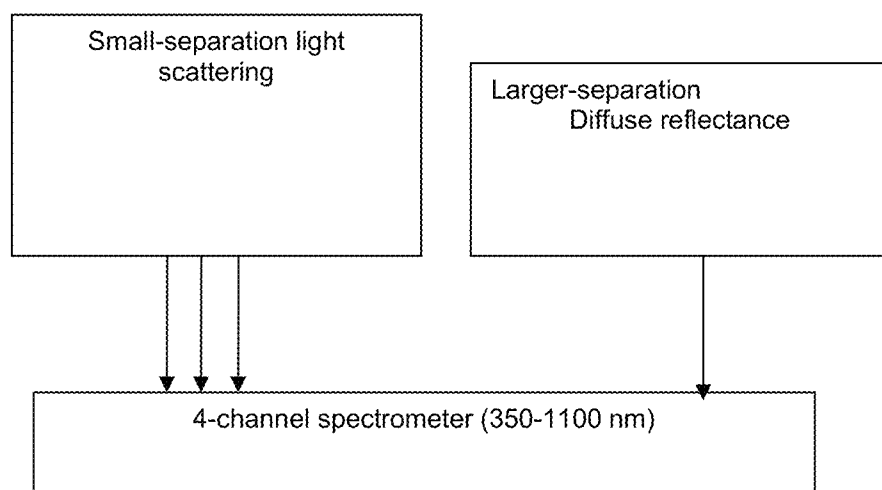 Small-separation light
scattering
Larger-separation
Diffuse reflectance
4-channel spectrometer (350-1100 nm)